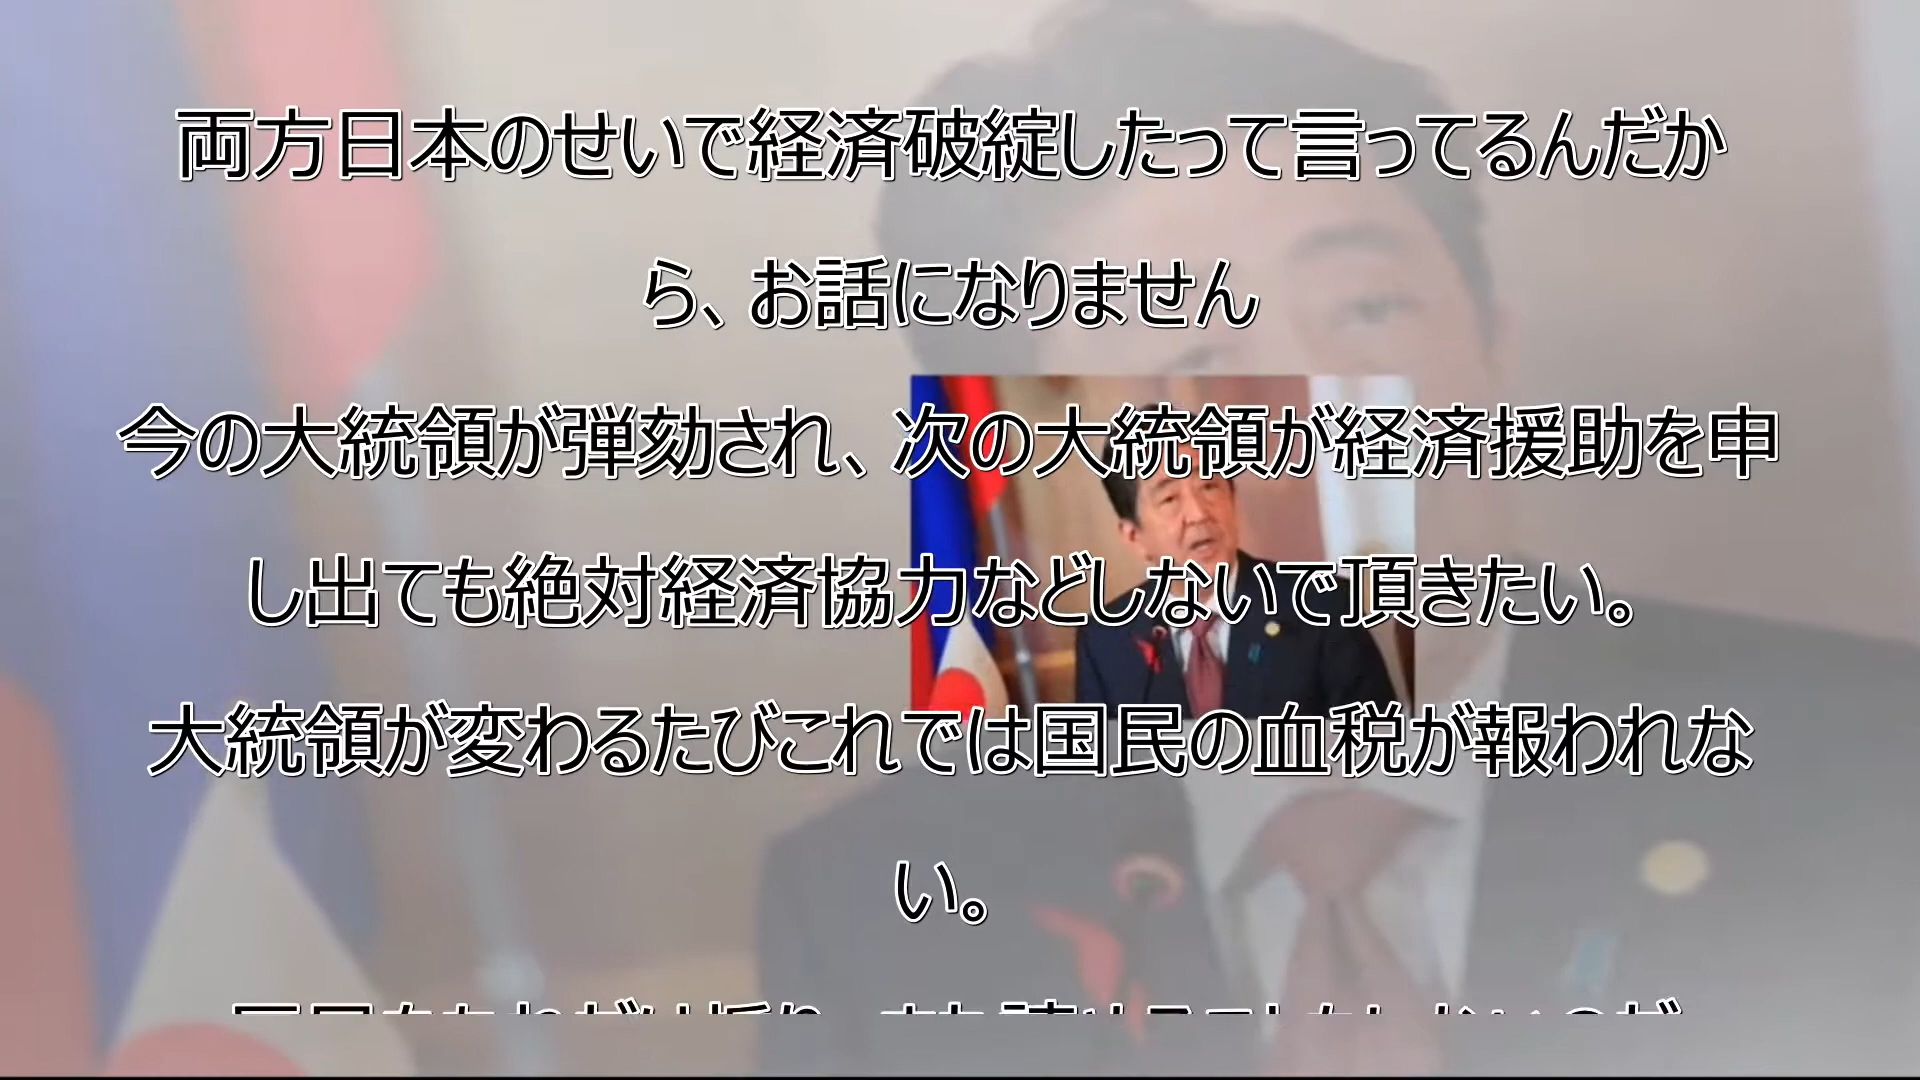 両方日本のせいで経済破綻したって言ってるんだか
ら、お話になりません
今の大統領が弾劾され、次の大統領が経済援助を申
し出ても絶対経済協力などしないで頂きたい。
大統領が変わるたびこれでは国民の血税が報われな
い。